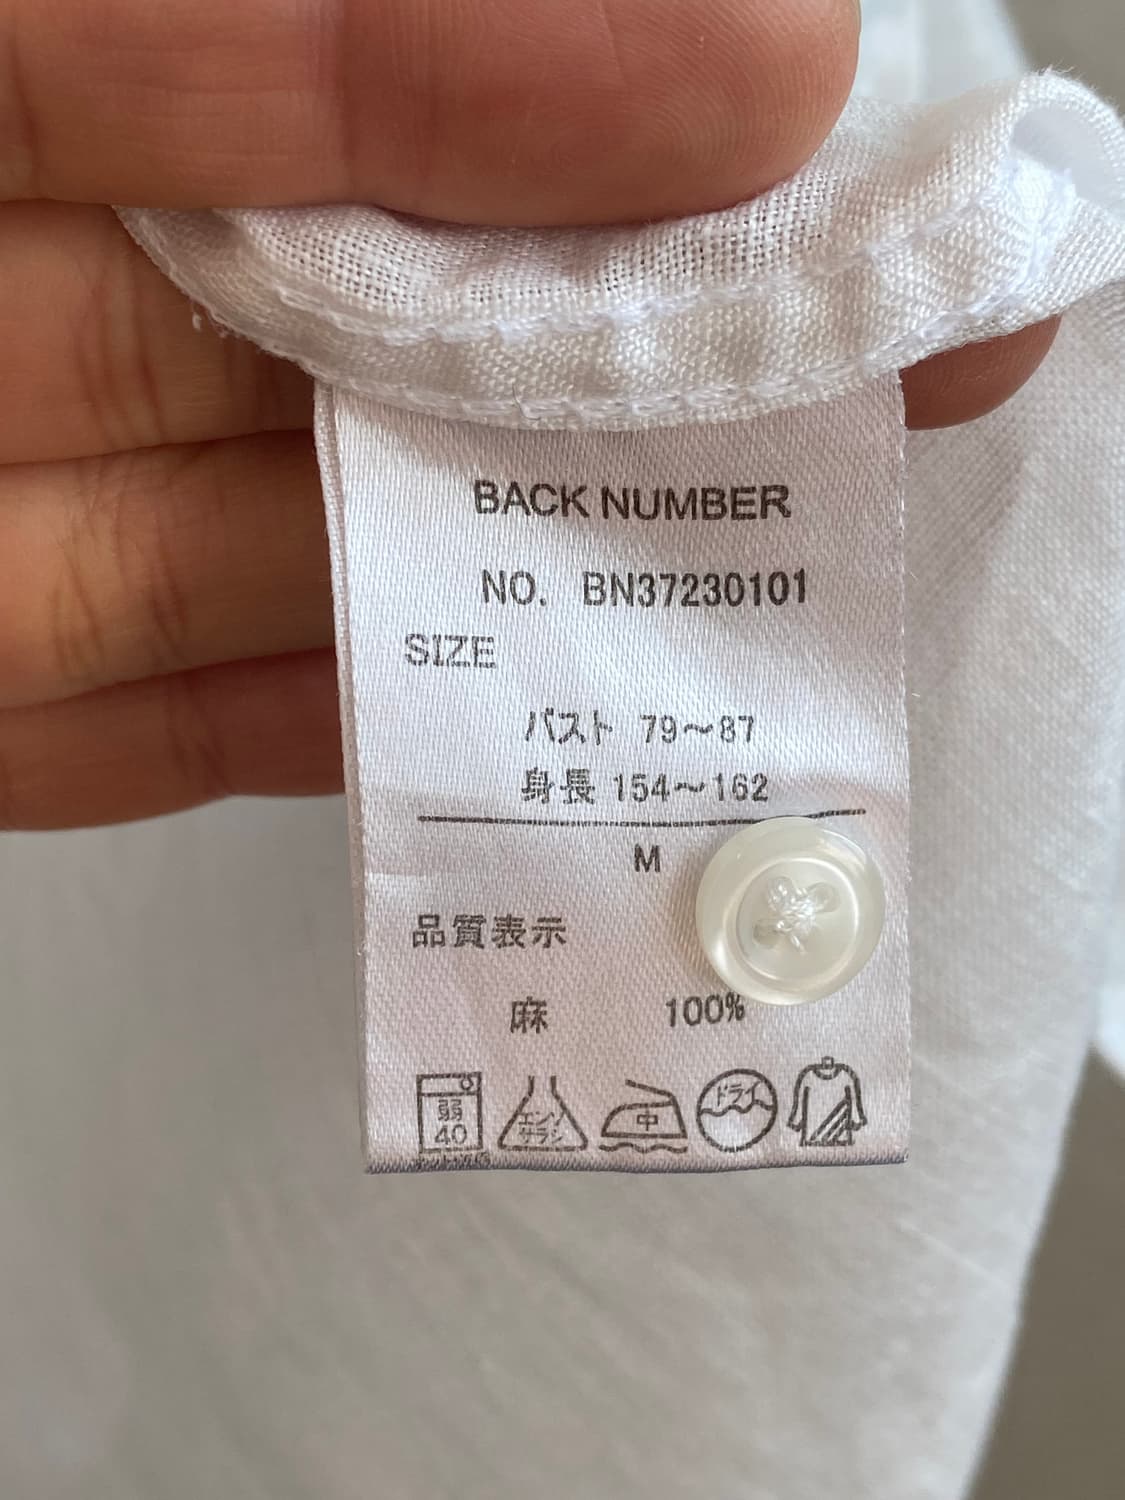 BACK NUMBER
NO. BN37230101
SIZE
バスト 79～87
身長 154～162
M
品質表示
麻 100%
弱
40
エンソ
サラシ
中
ドライ